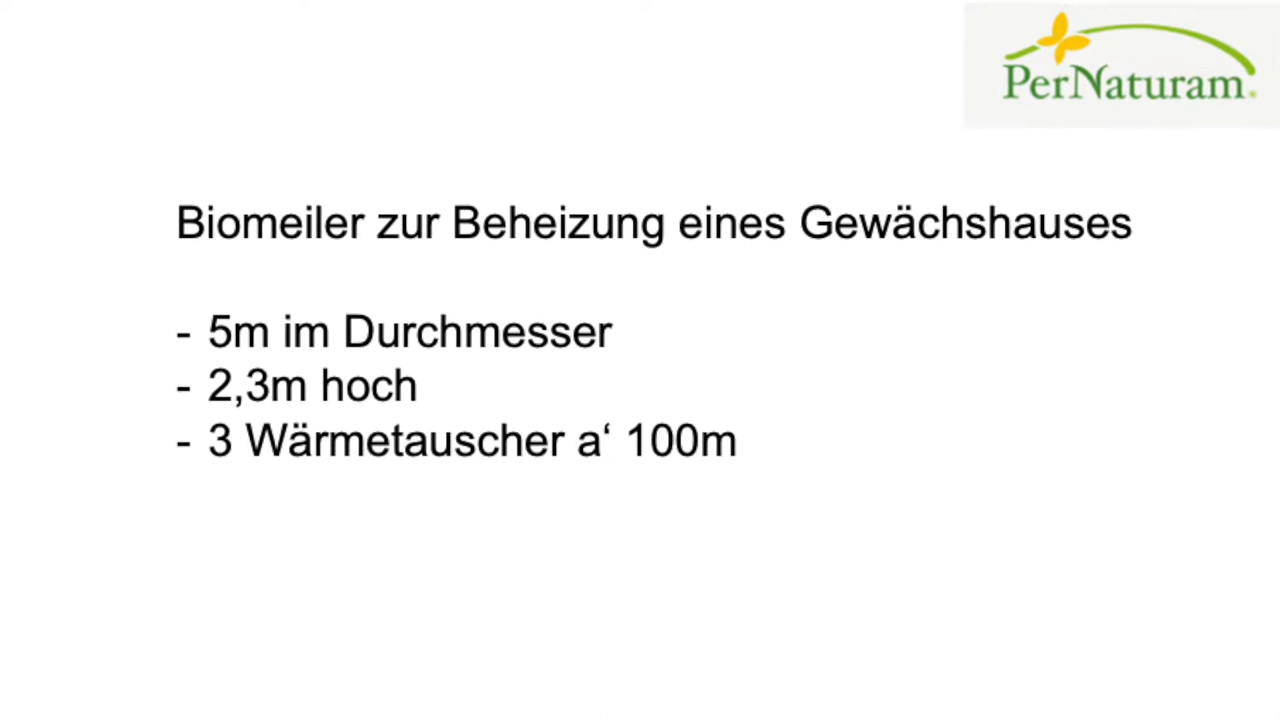 PerNaturam®
Biomeiler zur Beheizung eines Gewächshauses
- 5m im Durchmesser
- 2,3m hoch
- 3 Wärmetauscher a‘ 100m